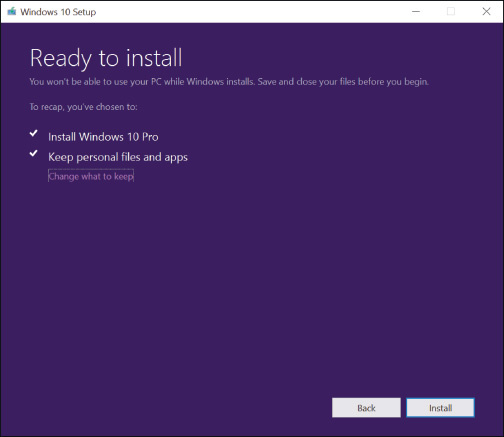 Windows 10 Setup
Ready to install
You won't be able to use your PC while Windows installs. Save and close your files before you begin.
To recap, you've chosen to:
Install Windows 10 Pro
Keep personal files and apps
Change what to keep
Back
Install